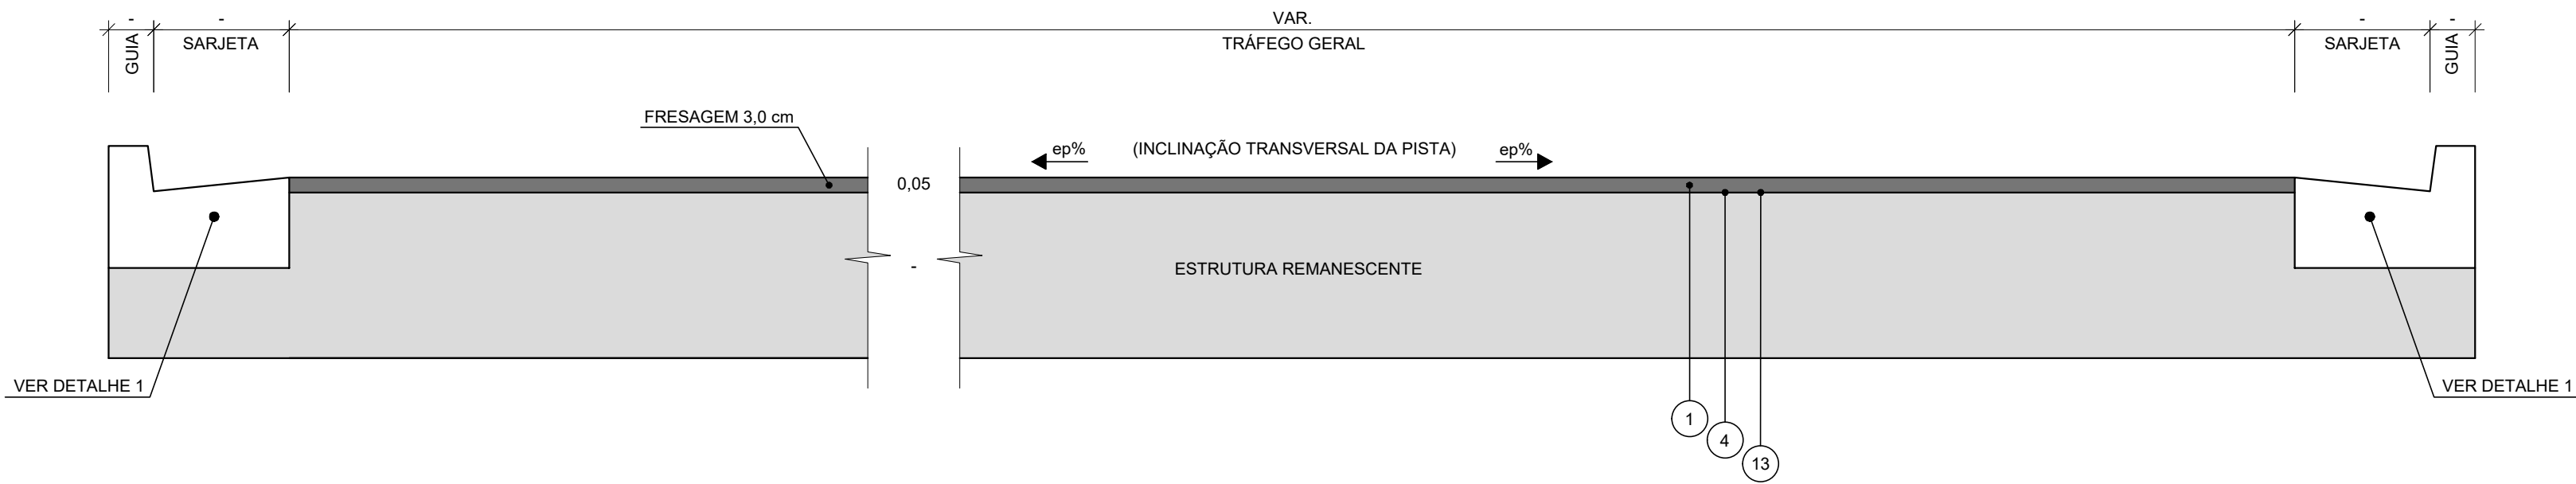 -
-
VAR.
-
-
GUIA
SARJETA
TRÁFEGO GERAL
SARJETA
GUIA
FRESAGEM 3,0 cm
ep%
(INCLINAÇÃO TRANSVERSAL DA PISTA)
ep%
0,05
-
ESTRUTURA REMANESCENTE
VER DETALHE 1
VER DETALHE 1
1
4
13